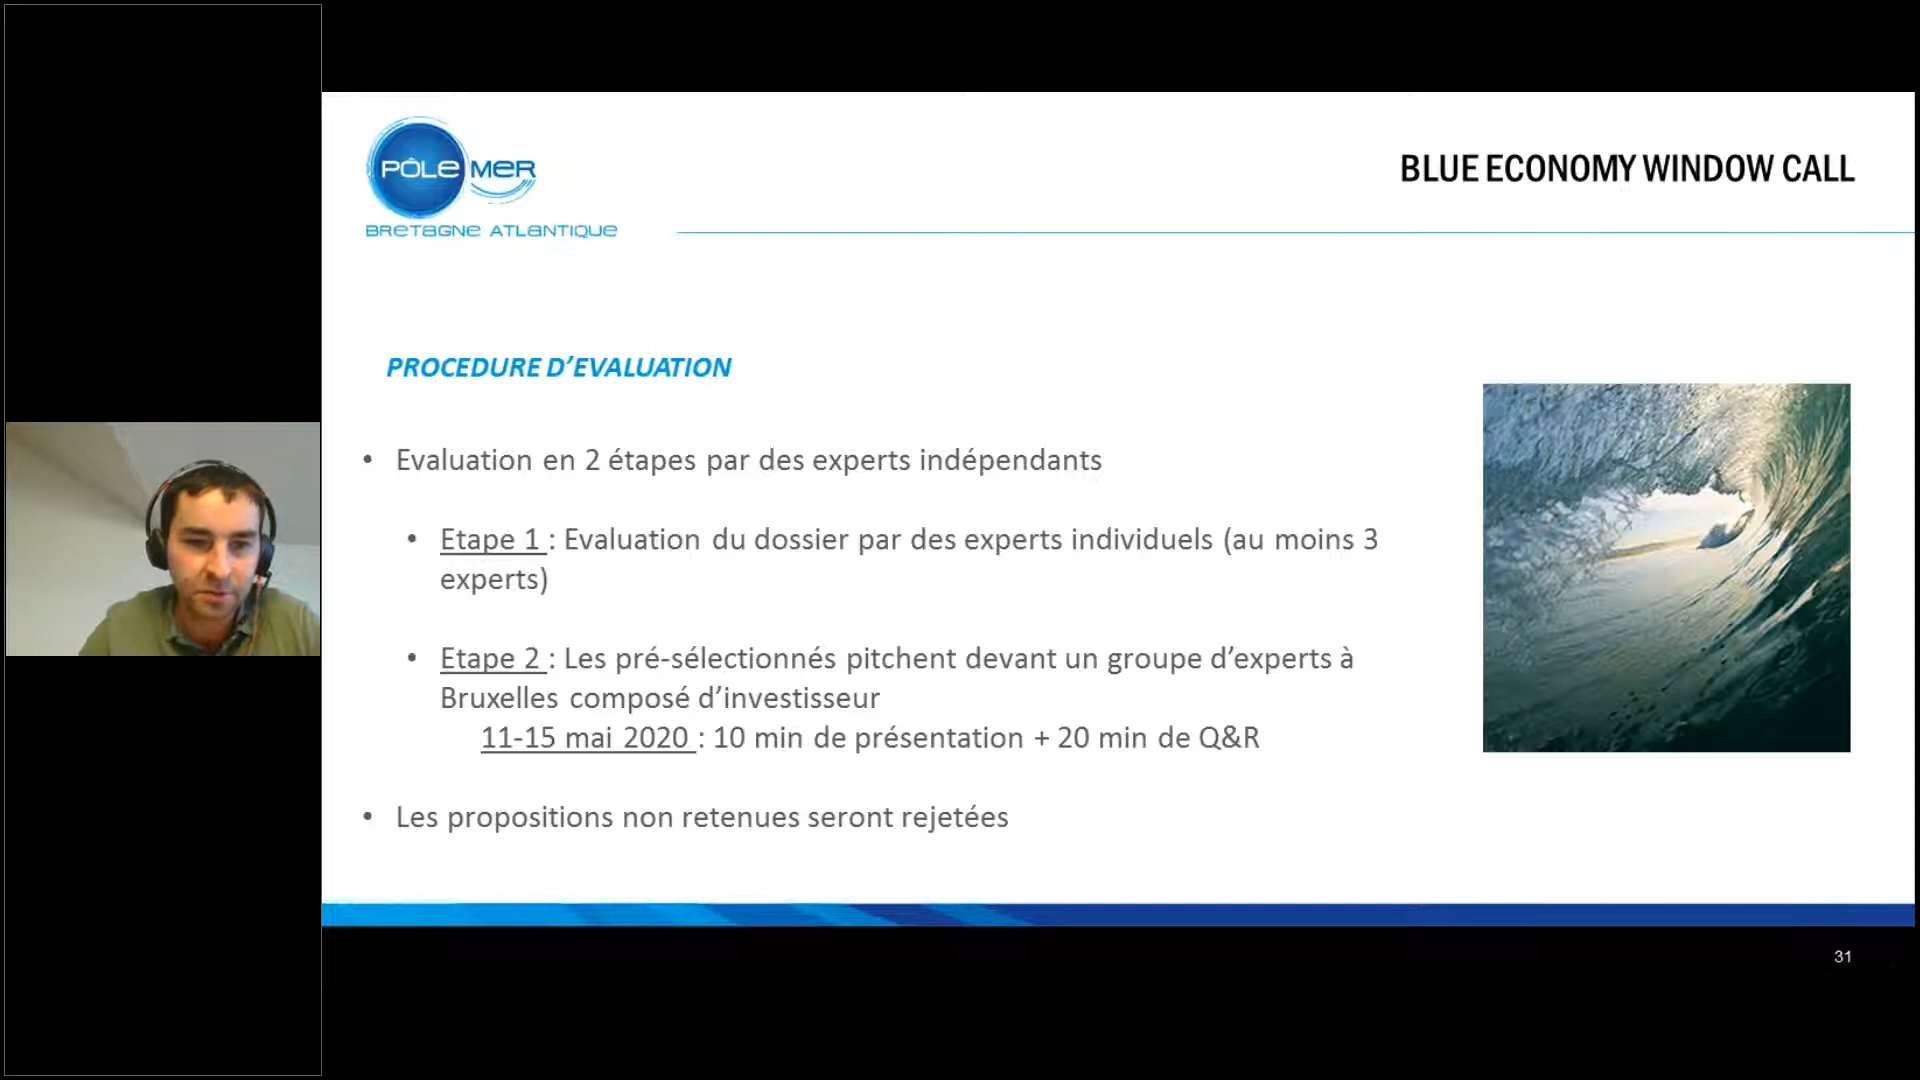 PÔLE MER
BRETAGNE ATLANTIQUE
BLUE ECONOMY WINDOW CALL
PROCEDURE D’EVALUATION
• Evaluation en 2 étapes par des experts indépendants
• Etape 1 : Evaluation du dossier par des experts individuels (au moins 3
experts)
• Etape 2 : Les pré-sélectionnés pitchent devant un groupe d’experts à
Bruxelles composé d’investisseur
11-15 mai 2020 : 10 min de présentation + 20 min de Q&R
• Les propositions non retenues seront rejetées
31